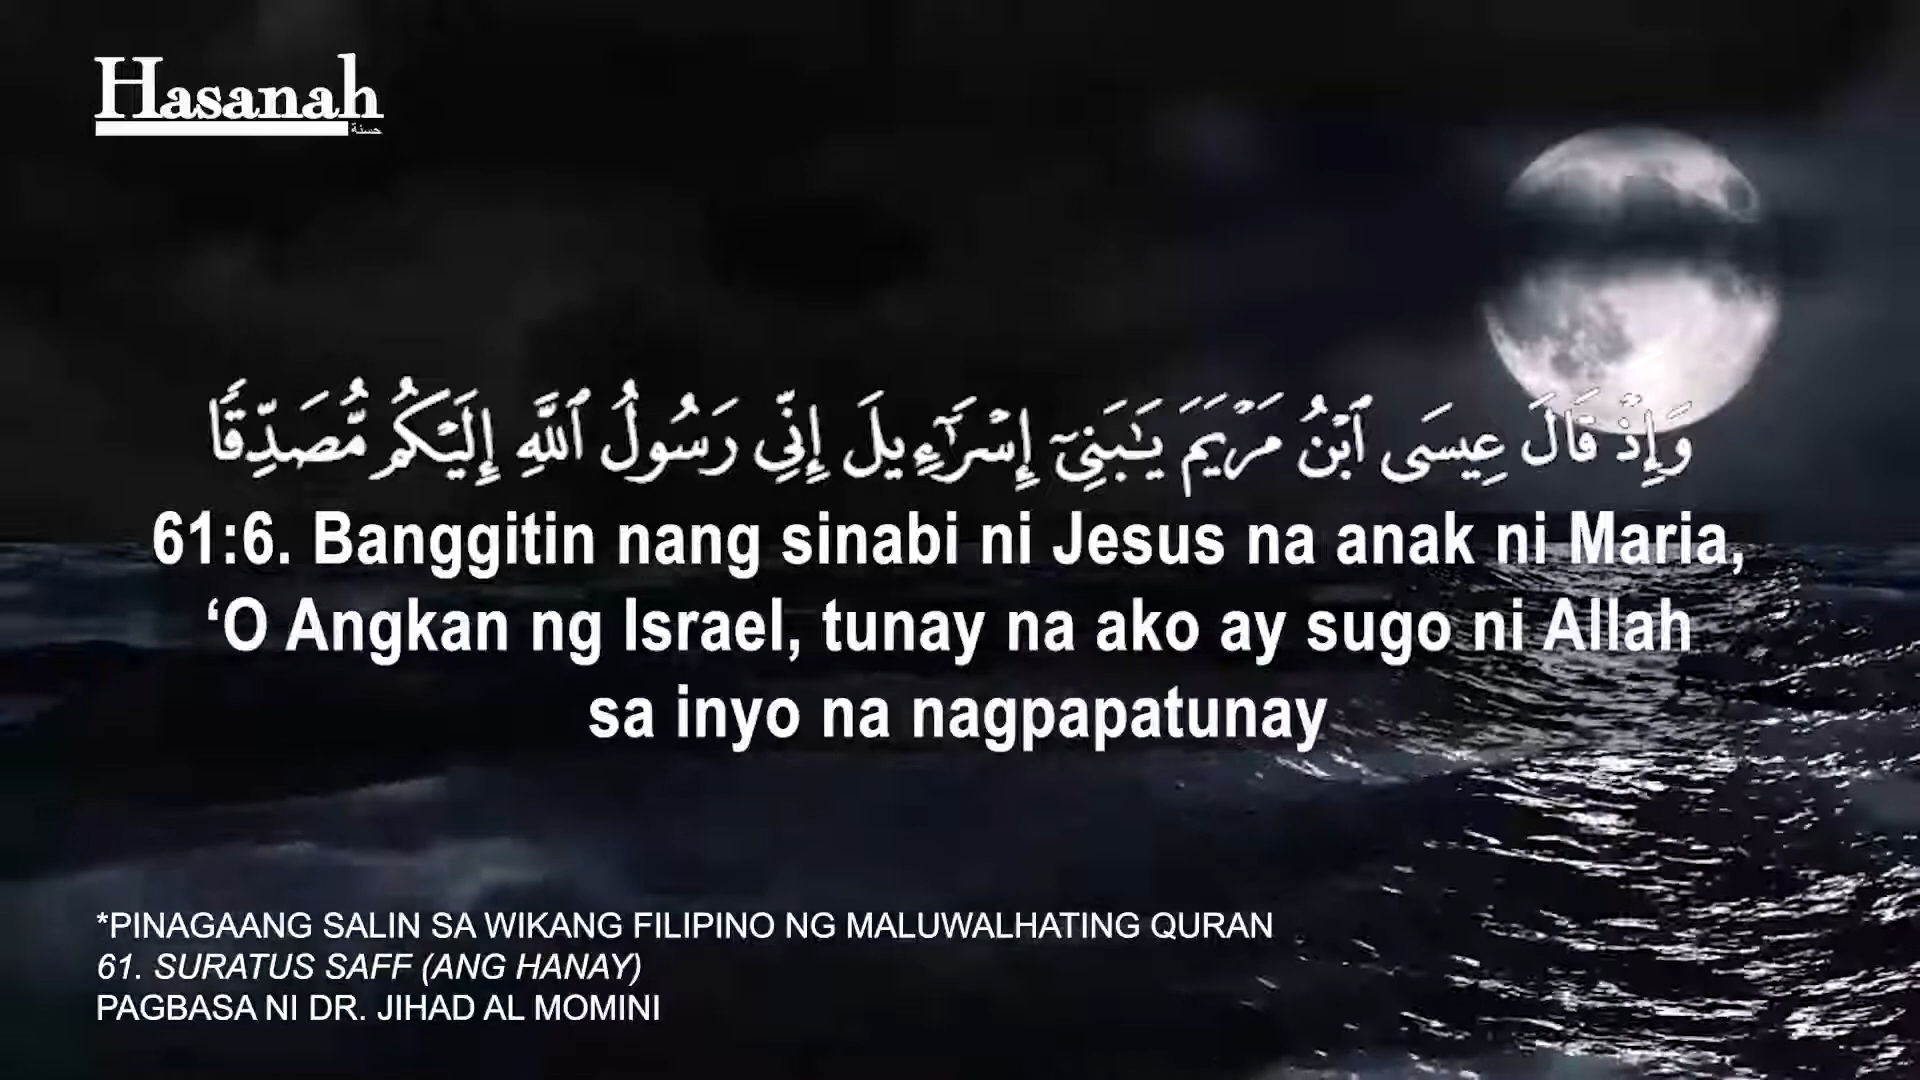 Hasanah
حسنة
وَإِذْ قَالَ عِيسَى ٱبْنُ مَرْيَمَ يَـٰبَنِىٓ إِسْرَٰٓءِيلَ إِنِّى رَسُولُ ٱللَّهِ إِلَيْكُم مُّصَدِّقًا
61:6. Banggitin nang sinabi ni Jesus na anak ni Maria,
‘O Angkan ng Israel, tunay na ako ay sugo ni Allah
sa inyo na nagpapatunay
*PINAGAANG SALIN SA WIKANG FILIPINO NG MALUWALHATING QURAN
61. SURATUS SAFF (ANG HANAY)
PAGBASA NI DR. JIHAD AL MOMINI